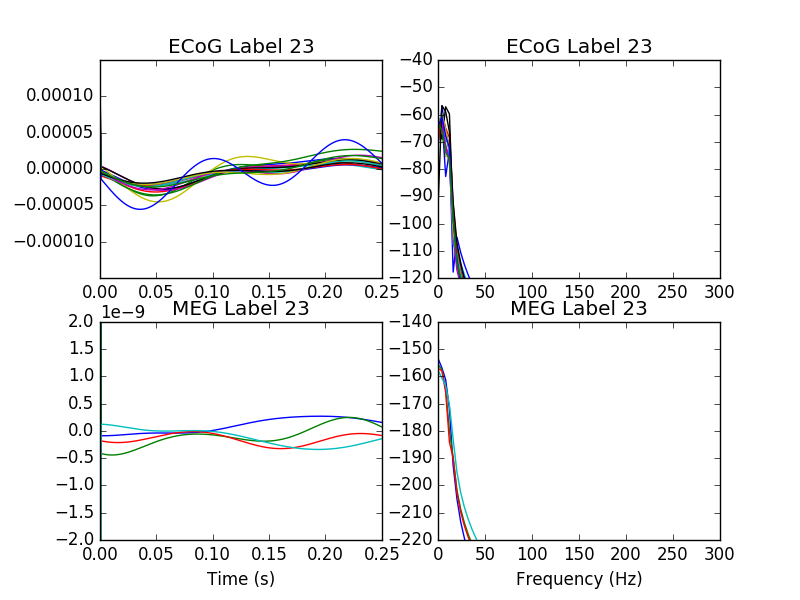 ECoG Label 23
0.00010
0.00005
0.00000
−0.00005
−0.00010
0.00 0.05 0.10 0.15 0.20 0.25
ECoG Label 23
−40
−50
−60
−70
−80
−90
−100
−110
−120
0 50 100 150 200 250 300
MEG Label 23
1e−9
2.0
1.5
1.0
0.5
0.0
−0.5
−1.0
−1.5
−2.0
0.00 0.05 0.10 0.15 0.20 0.25
Time (s)
MEG Label 23
−140
−150
−160
−170
−180
−190
−200
−210
−220
0 50 100 150 200 250 300
Frequency (Hz)